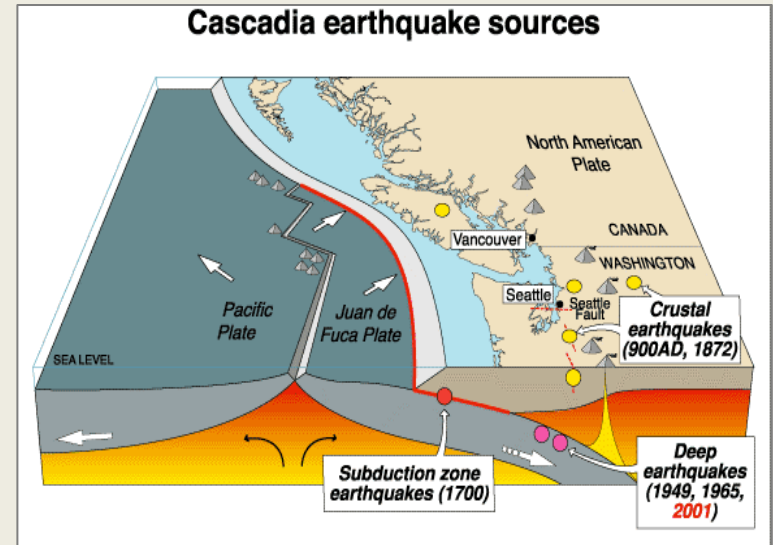 Cascadia earthquake sources
North American
Plate
CANADA
Vancouver
WASHINGTON
Seattle
Seattle
Fault
Crustal
earthquakes
(900AD, 1872)
Pacific
Plate
Juan de
Fuca Plate
SEA LEVEL
Subduction zone
earthquakes (1700)
Deep
earthquakes
(1949, 1965,
2001)